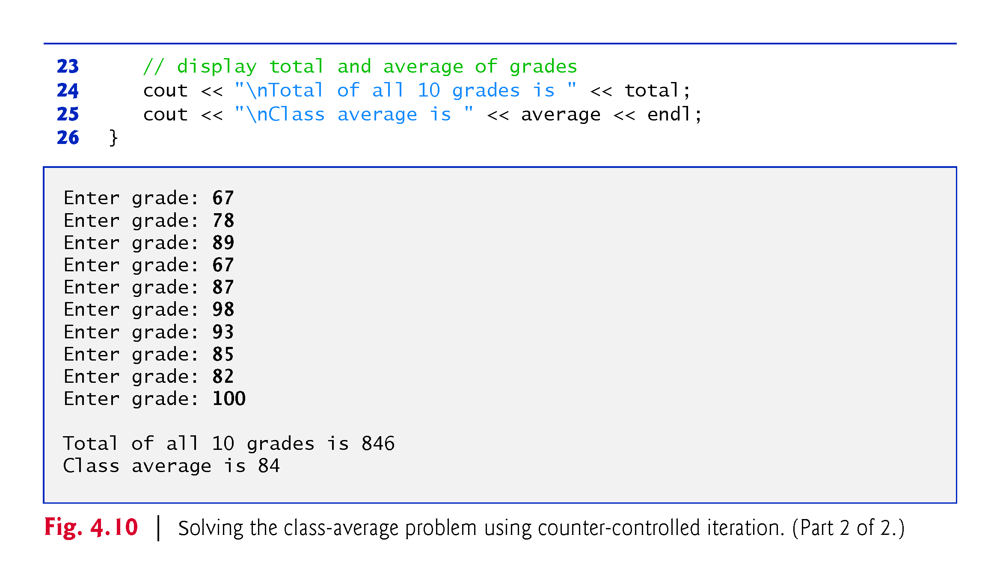 23 // display total and average of grades
24 cout << "\nTotal of all 10 grades is " << total;
25 cout << "\nClass average is " << average << endl;
26 }
Enter grade: 67
Enter grade: 78
Enter grade: 89
Enter grade: 67
Enter grade: 87
Enter grade: 98
Enter grade: 93
Enter grade: 85
Enter grade: 82
Enter grade: 100
Total of all 10 grades is 846
Class average is 84
Fig. 4.10 | Solving the class-average problem using counter-controlled iteration. (Part 2 of 2.)